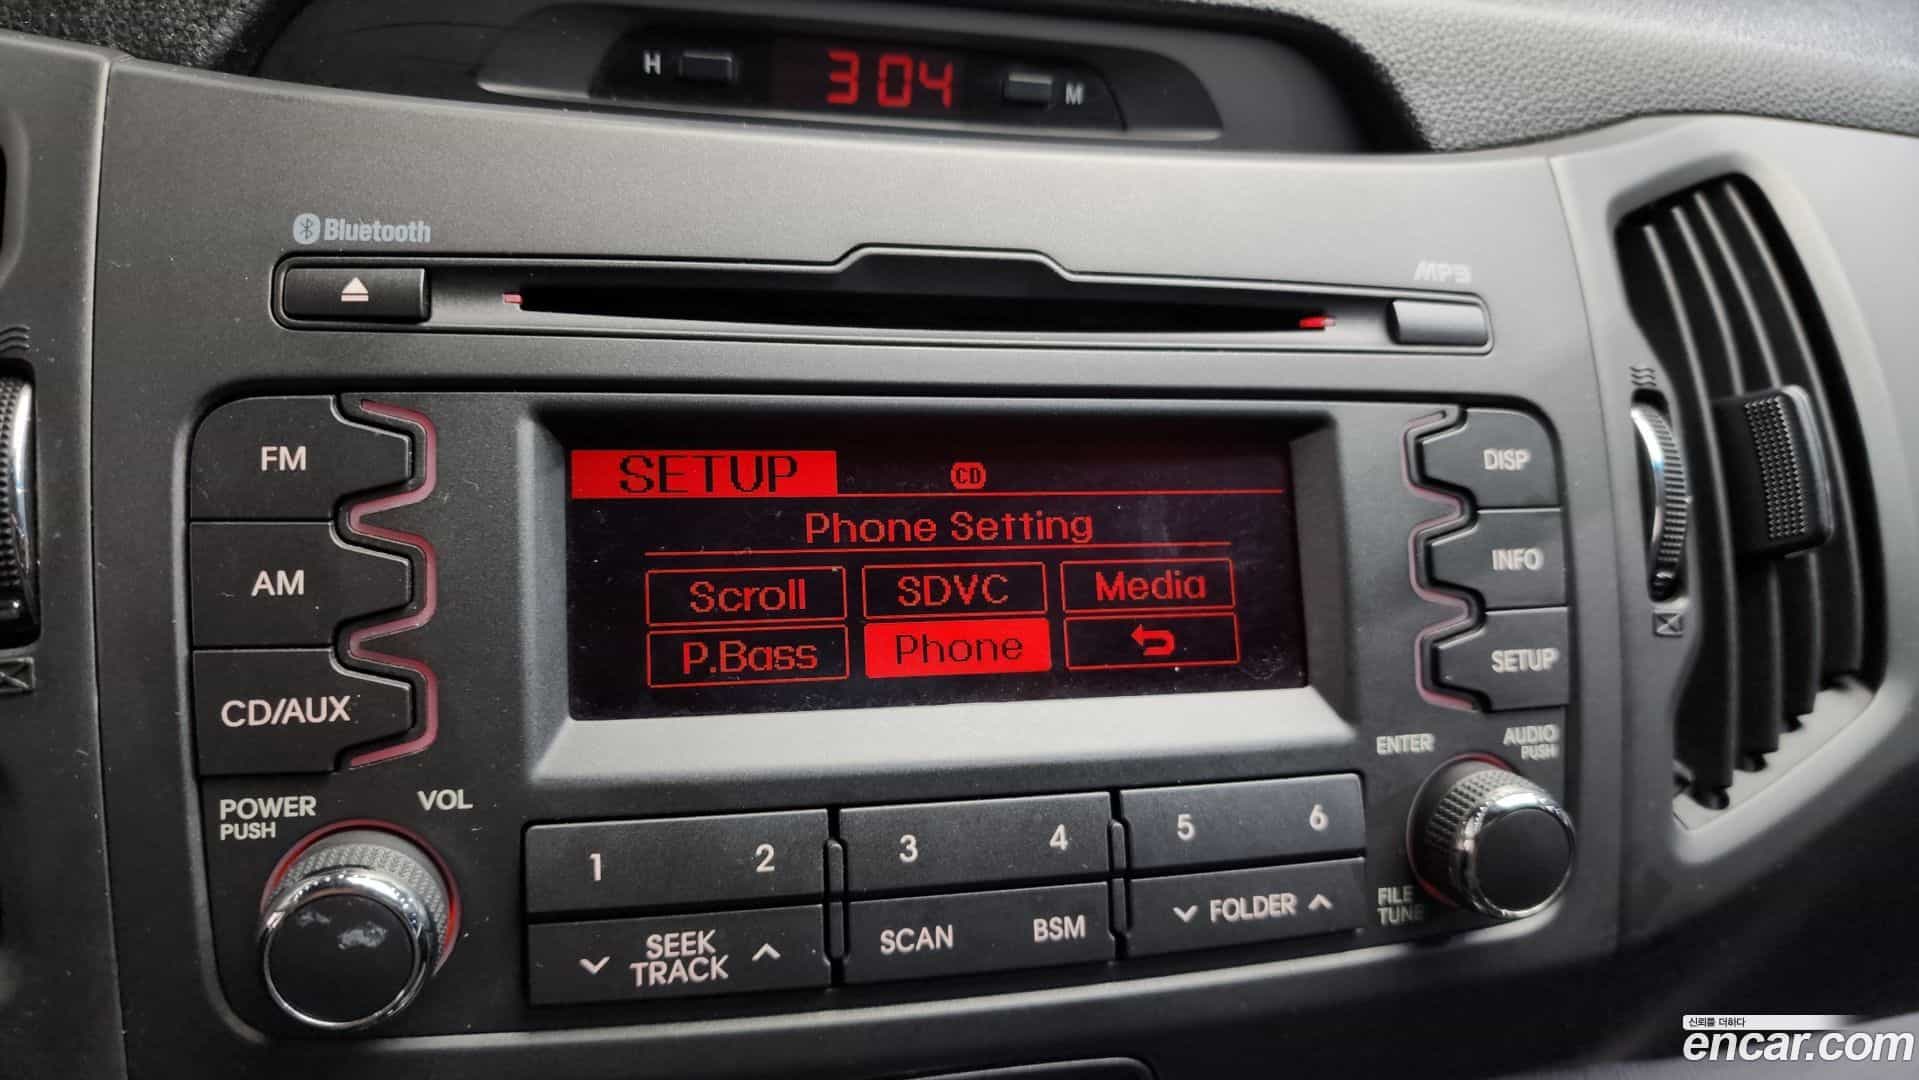 H 304 M
Bluetooth
MP3
FM
AM
CD/AUX
SETUP CD
Phone Setting
Scroll SDVC Media
P.Bass Phone
DISP
INFO
SETUP
POWER
PUSH
VOL
ENTER
AUDIO
PUSH
1 2 3 4 5 6
SEEK
TRACK
SCAN BSM
FOLDER
FILE
TUNE
신뢰를 더하다
encar.com